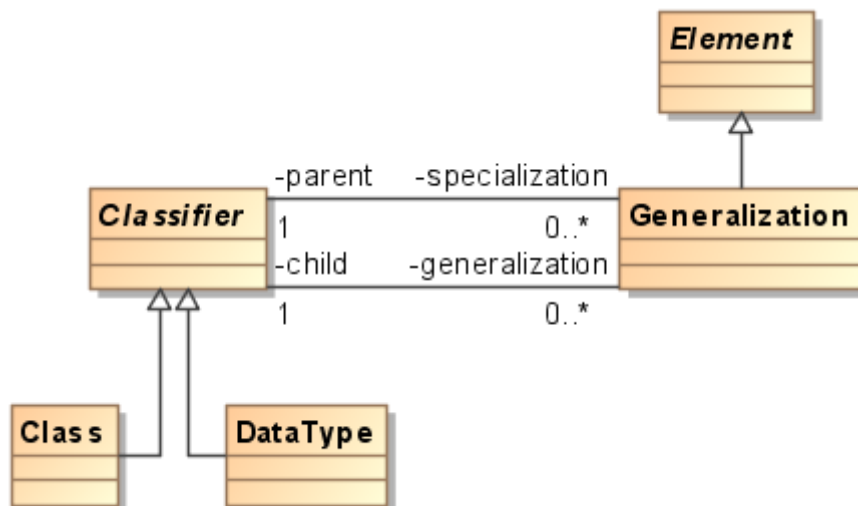 Element
-parent -specialization
Classifier Generalization
1 0..*
-child -generalization
1 0..*
Class DataType